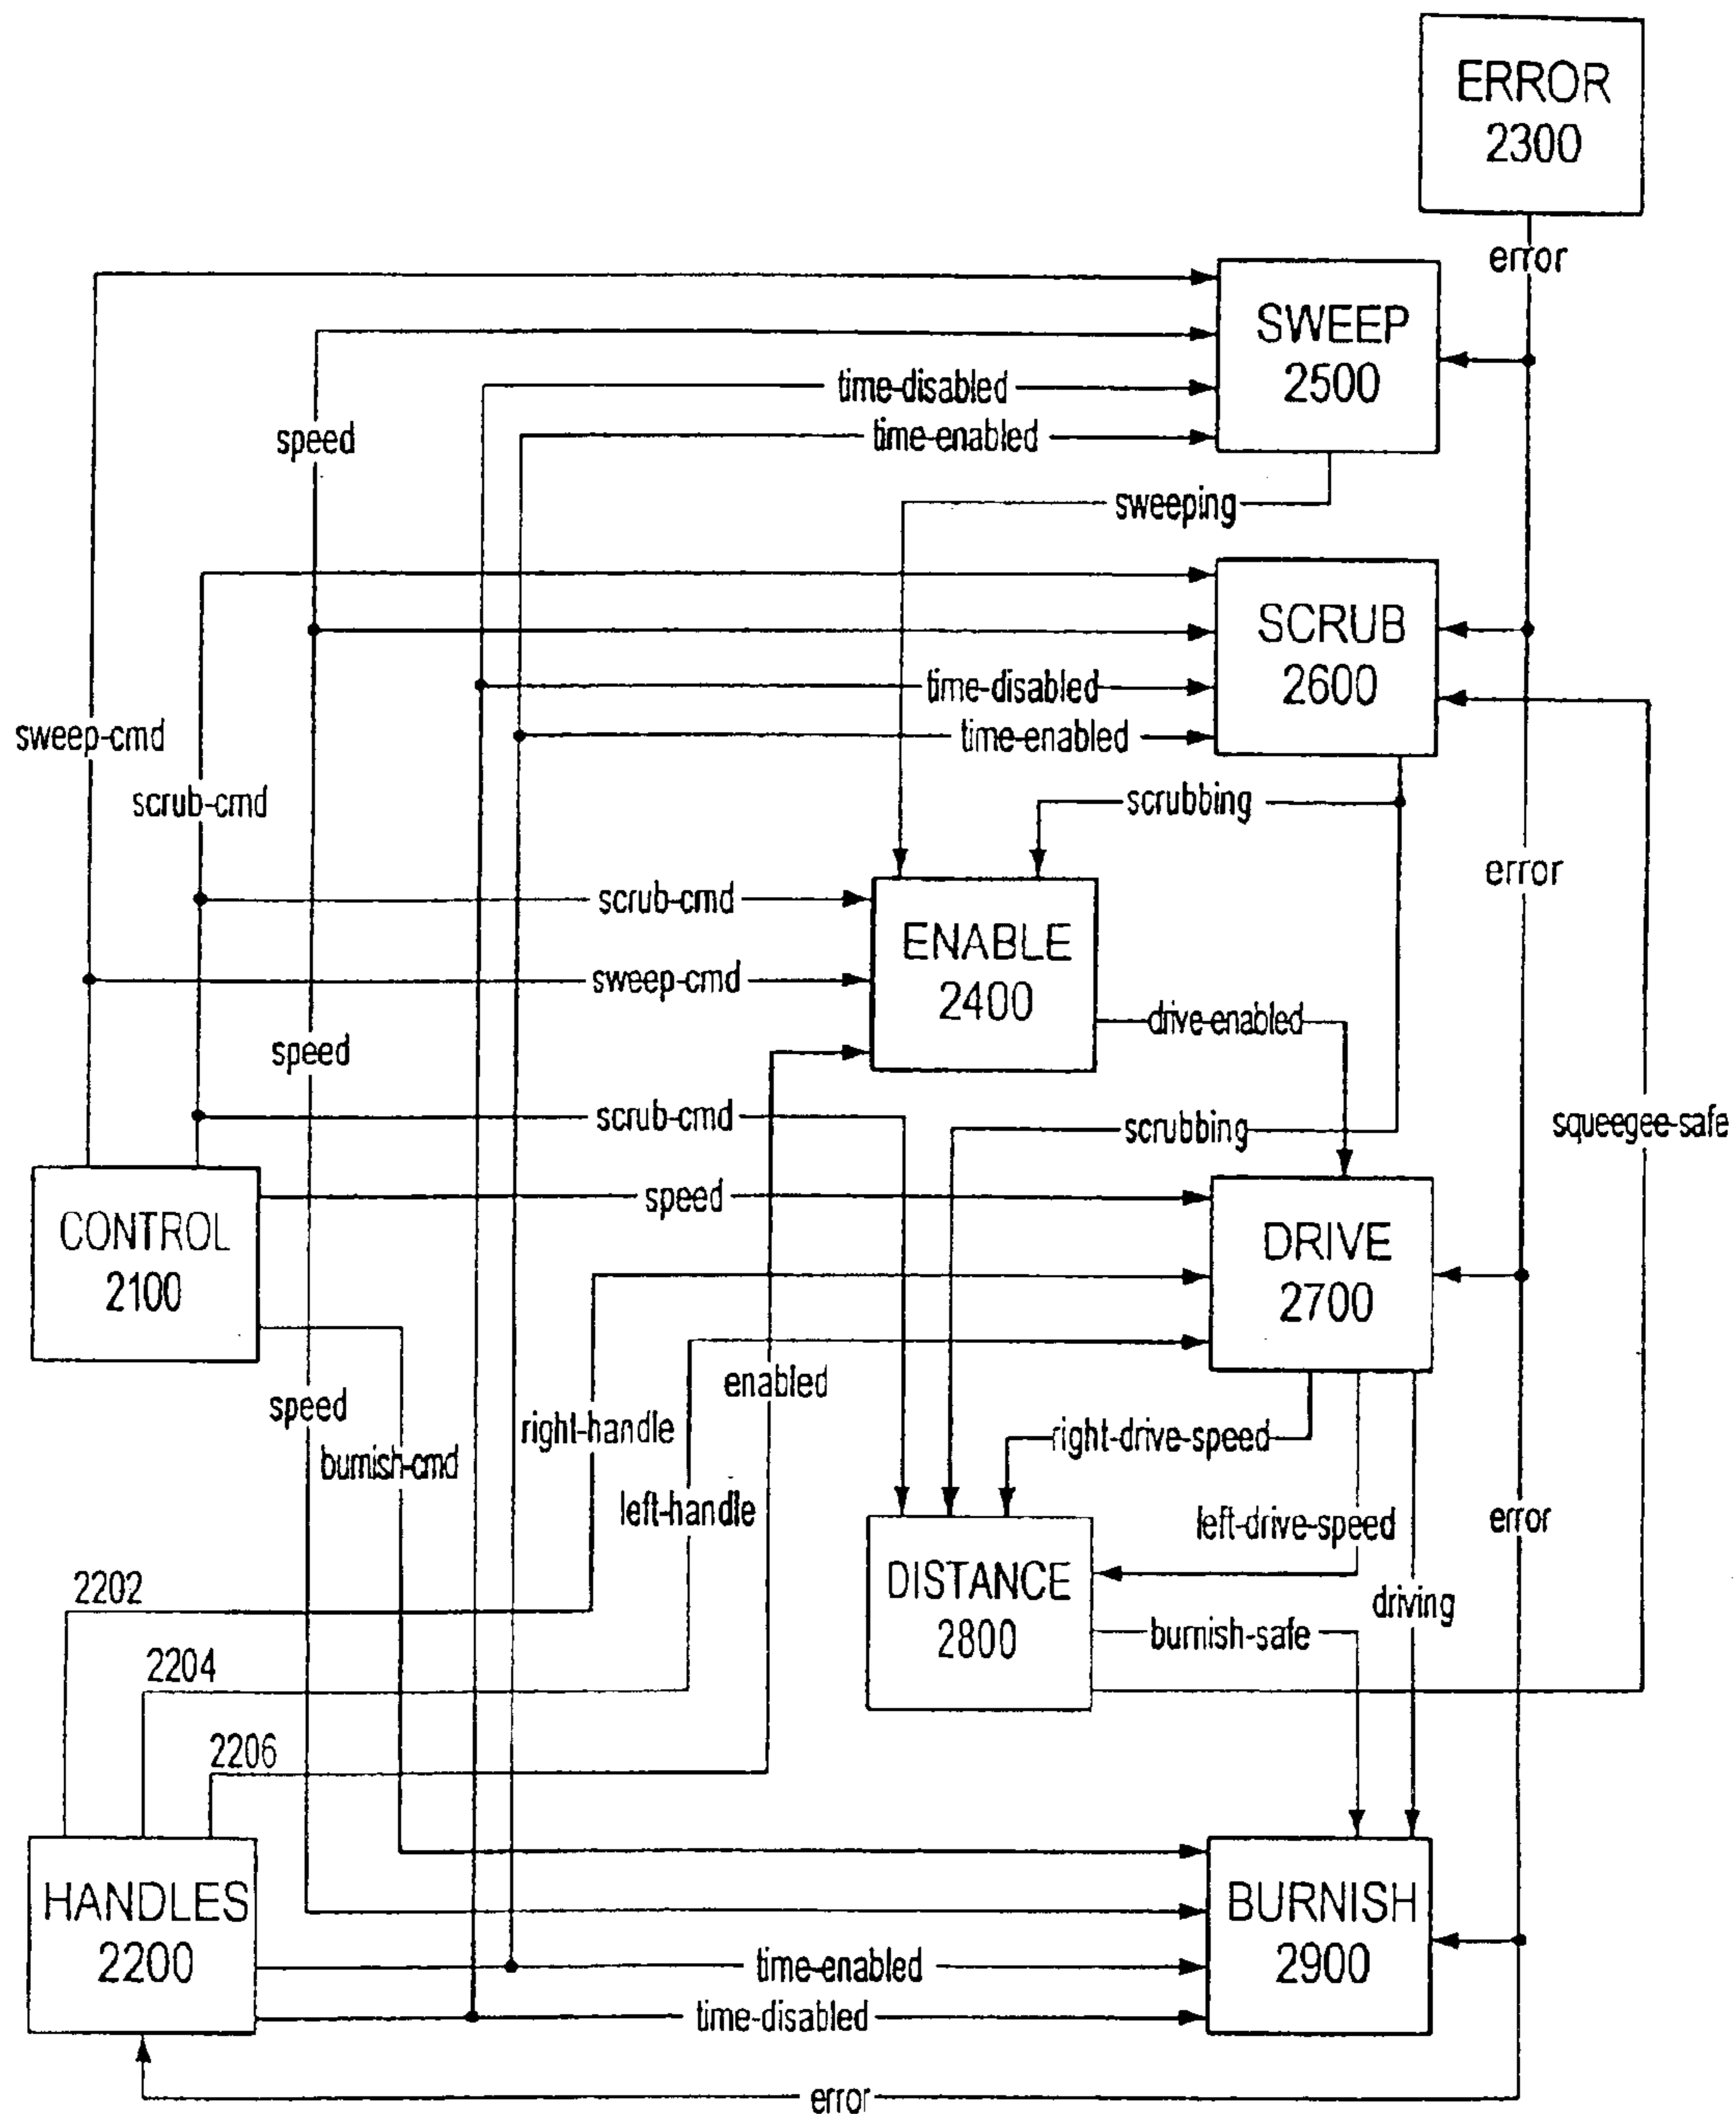 ERROR
2300
error
SWEEP
2500
time-disabled
speed
time-enabled
sweeping
SCRUB
2600
time-disabled
sweep-cmd
time-enabled
scrub-cmd
scrubbing
error
scrub-cmd
ENABLE
2400
sweep-cmd
drive-enabled
speed
scrub-cmd
scrubbing
squeegee-safe
speed
CONTROL
2100
DRIVE
2700
enabled
speed
right-handle
right-drive-speed
burnish-cmd
left-handle
left-drive-speed
error
DISTANCE
2800
2202
driving
burnish-safe
2204
2206
HANDLES
2200
BURNISH
2900
time-enabled
time-disabled
error